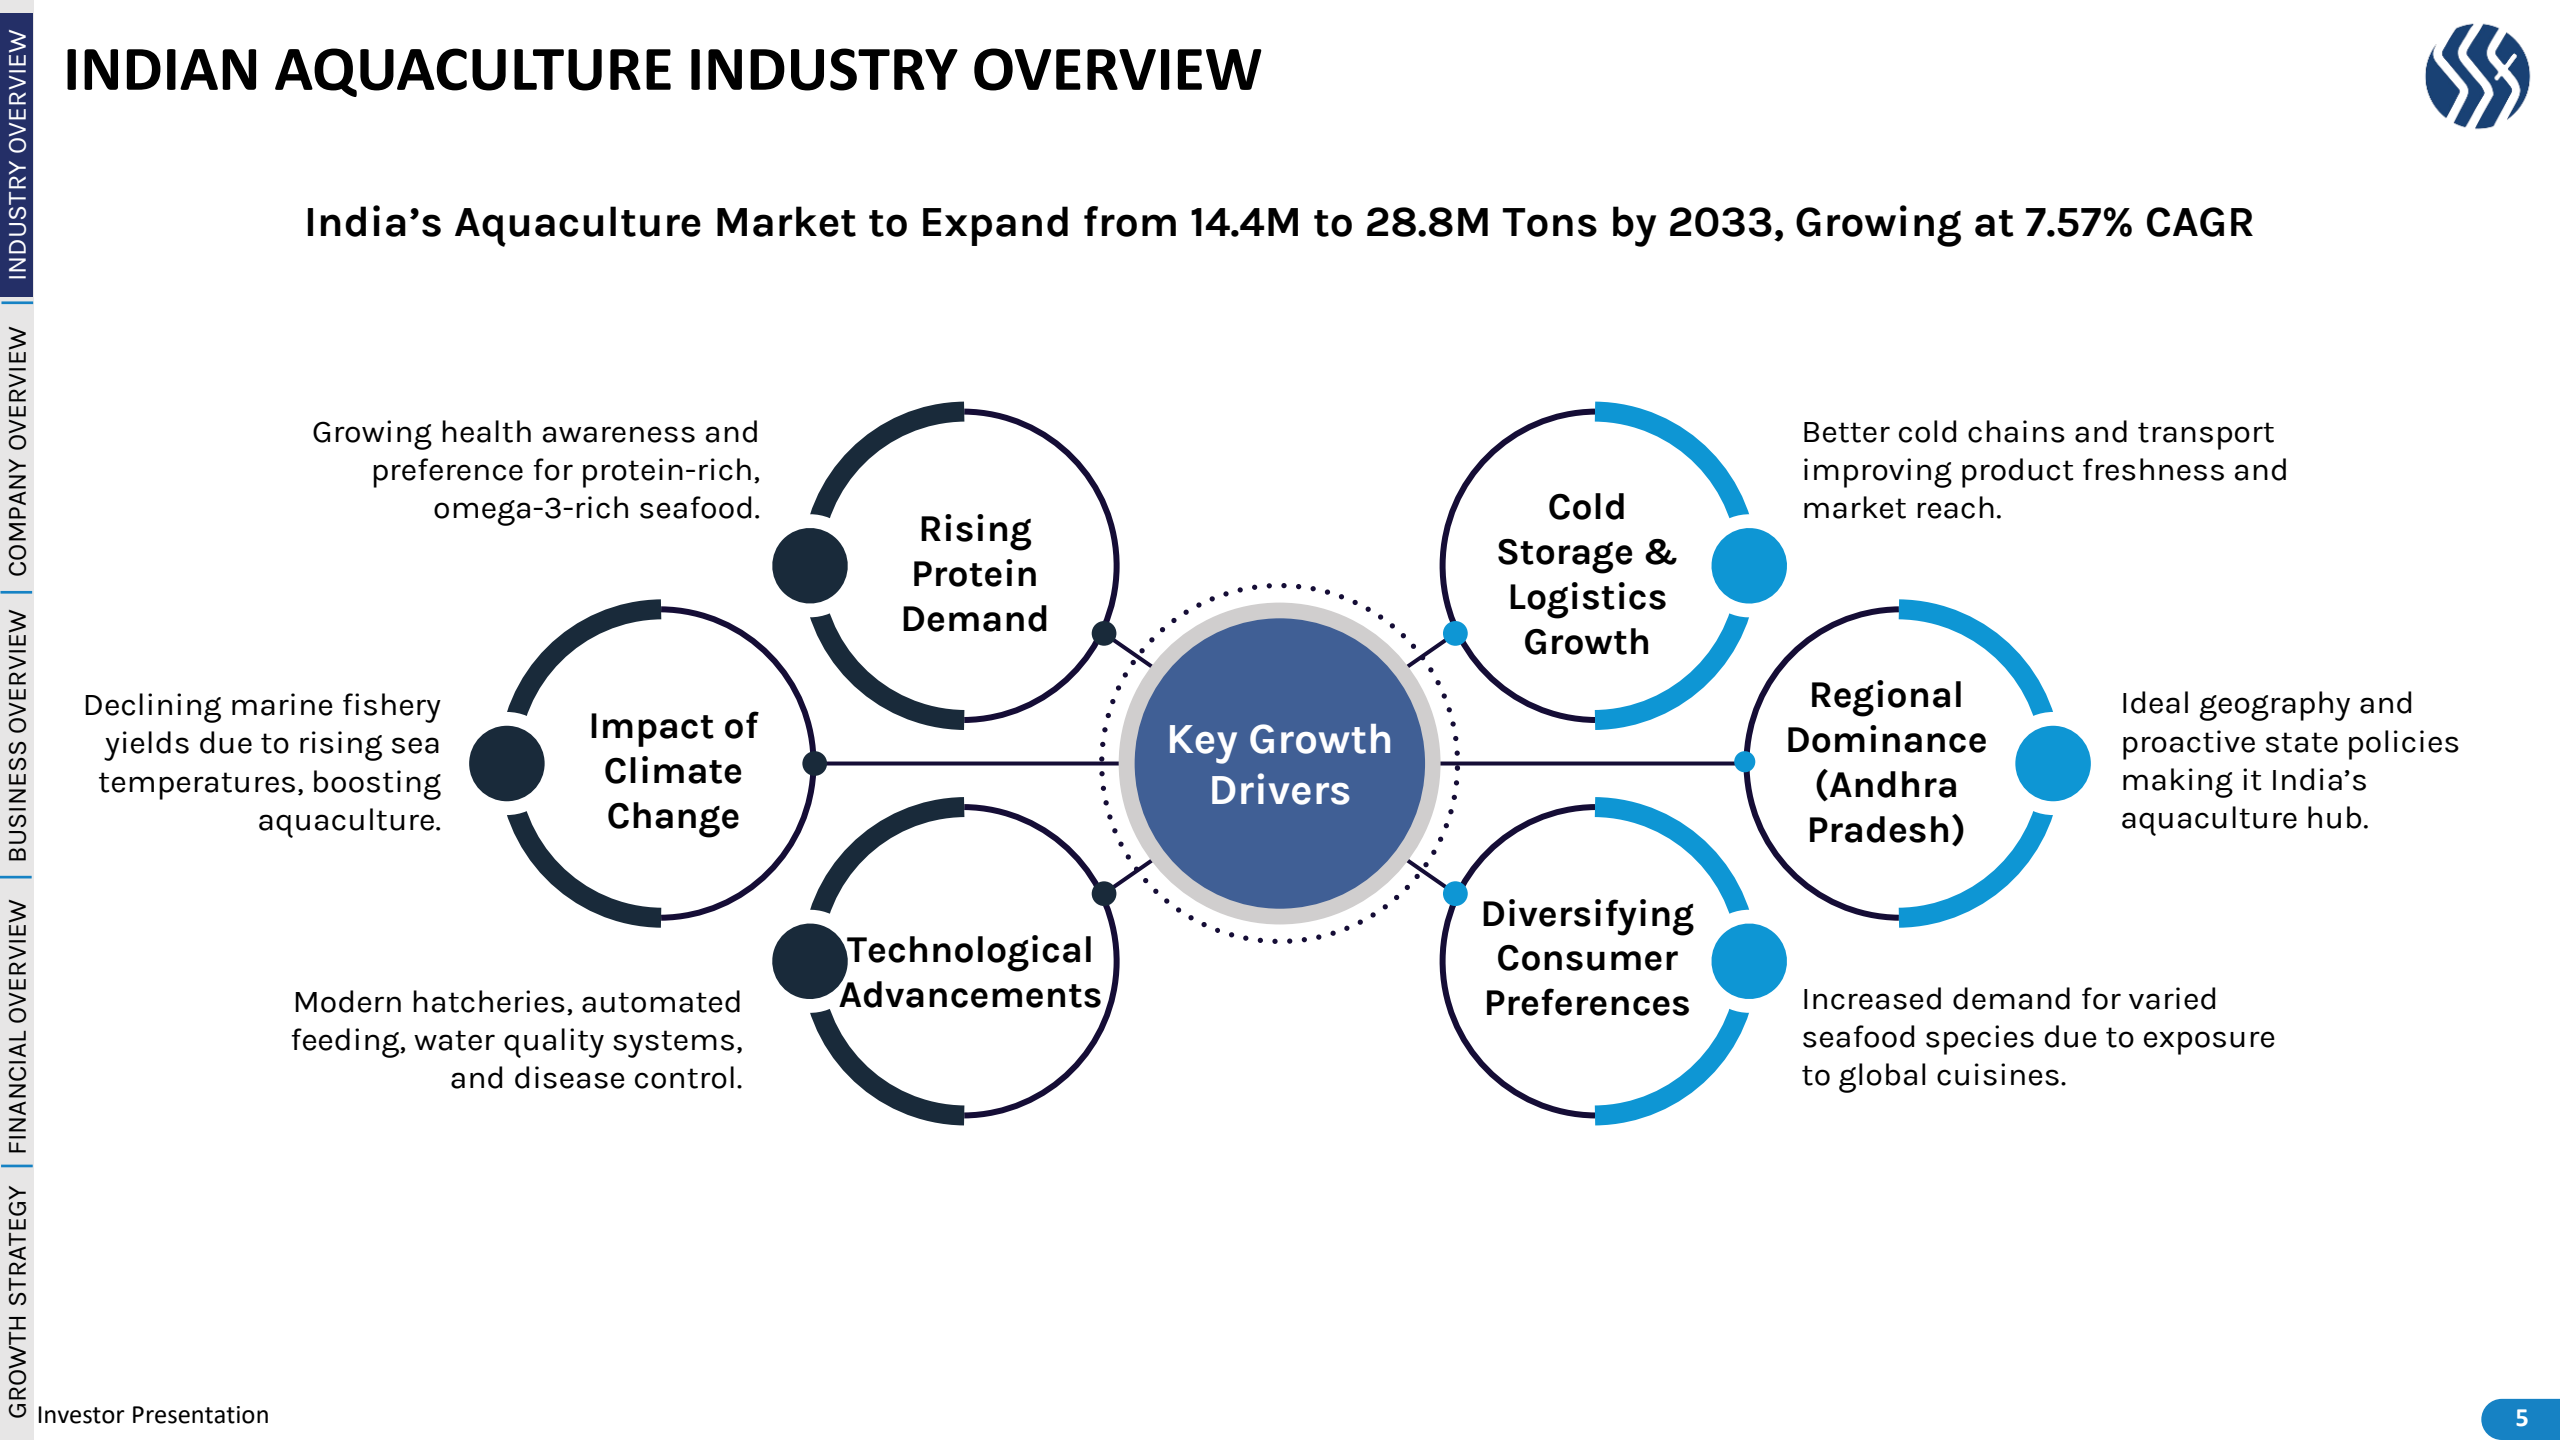 INDIAN AQUACULTURE INDUSTRY OVERVIEW
India’s Aquaculture Market to Expand from 14.4M to 28.8M Tons by 2033, Growing at 7.57% CAGR
Growing health awareness and
preference for protein-rich,
omega-3-rich seafood.
Rising
Protein
Demand
Declining marine fishery
yields due to rising sea
temperatures, boosting
aquaculture.
Impact of
Climate
Change
Modern hatcheries, automated
feeding, water quality systems,
and disease control.
Technological
Advancements
Key Growth
Drivers
Cold
Storage &
Logistics
Growth
Better cold chains and transport
improving product freshness and
market reach.
Regional
Dominance
(Andhra
Pradesh)
Ideal geography and
proactive state policies
making it India’s
aquaculture hub.
Diversifying
Consumer
Preferences
Increased demand for varied
seafood species due to exposure
to global cuisines.
INDUSTRY OVERVIEW
COMPANY OVERVIEW
BUSINESS OVERVIEW
FINANCIAL OVERVIEW
GROWTH STRATEGY
Investor Presentation
5